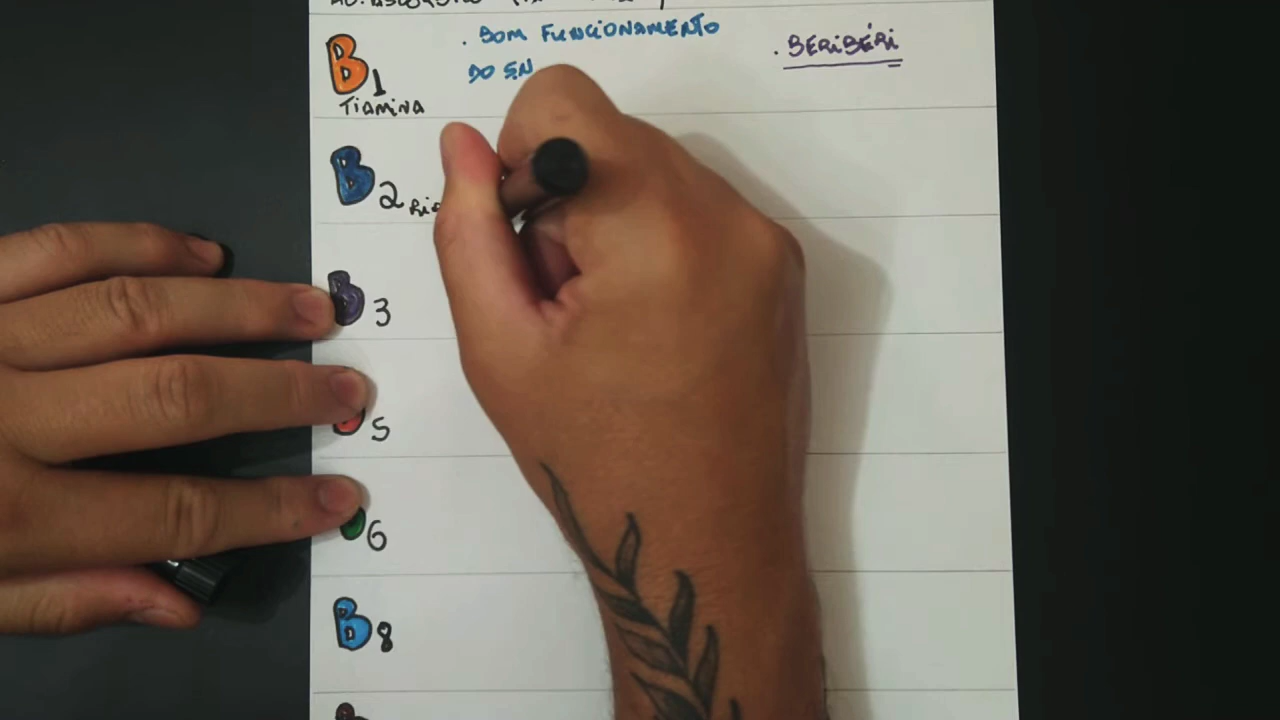 B1 . BOM FUNCIONAMENTO . BERIBÉRI
Tiamina DO SN
B2
B3
5
6
B8